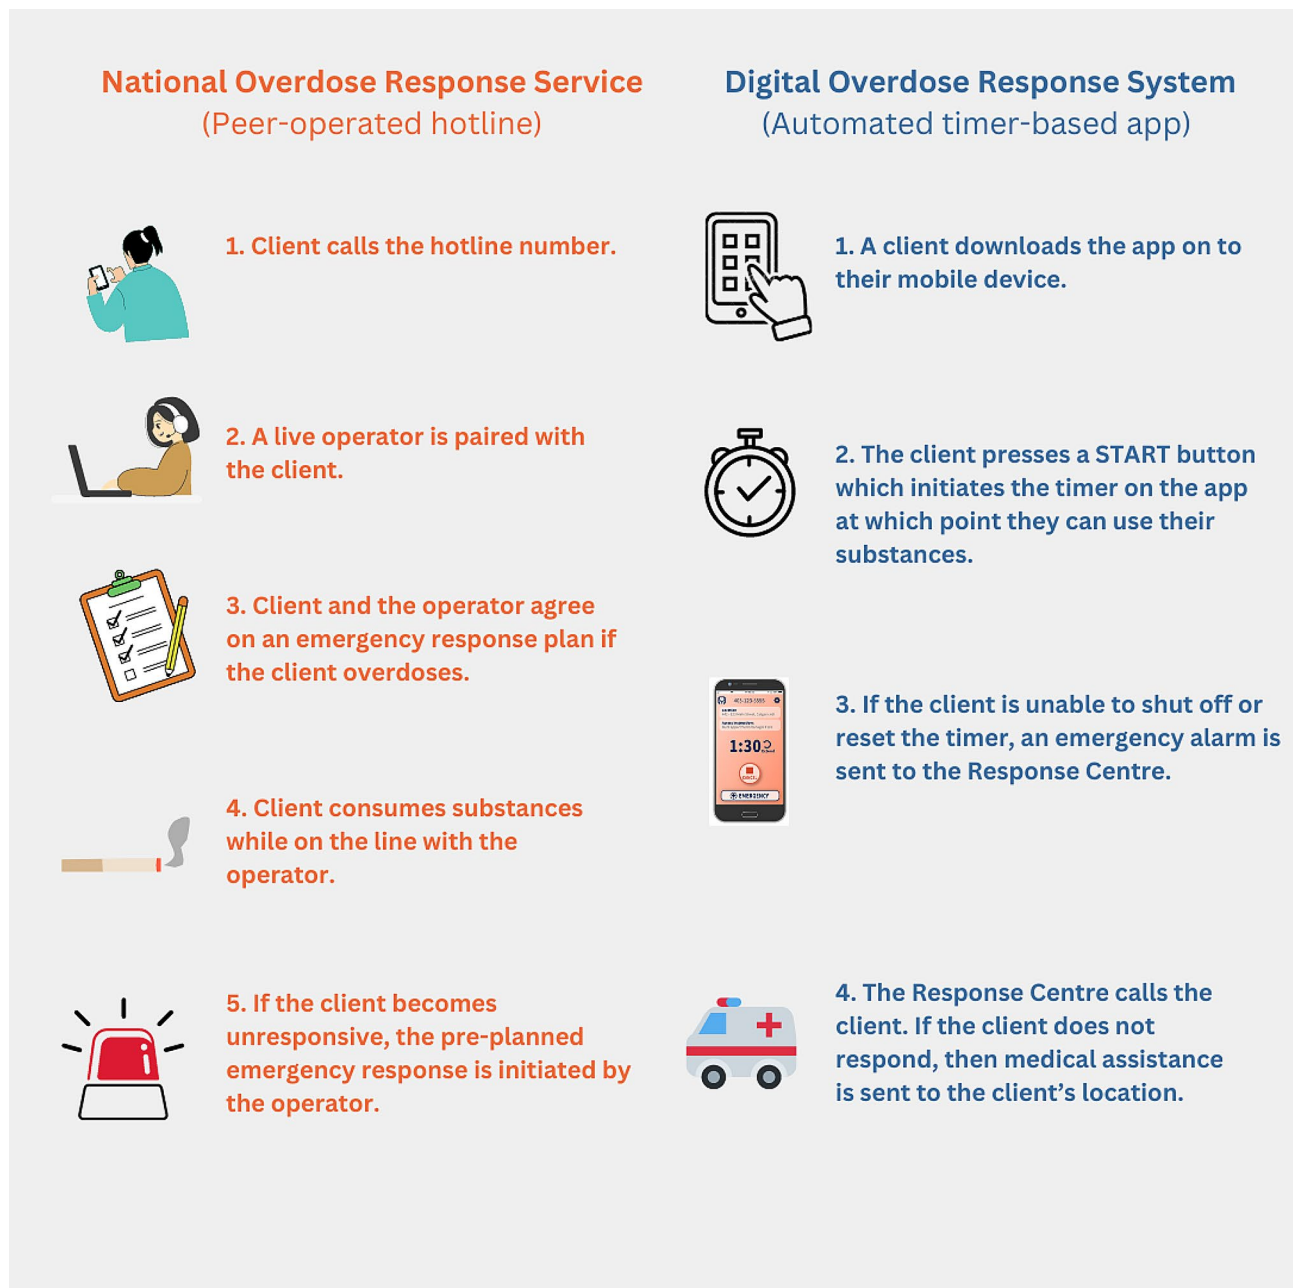 National Overdose Response Service
(Peer-operated hotline)
1. Client calls the hotline number.
2. A live operator is paired with
the client.
3. Client and the operator agree
on an emergency response plan if
the client overdoses.
4. Client consumes substances
while on the line with the
operator.
5. If the client becomes
unresponsive, the pre-planned
emergency response is initiated by
the operator.
Digital Overdose Response System
(Automated timer-based app)
1. A client downloads the app on to
their mobile device.
2. The client presses a START button
which initiates the timer on the app
at which point they can use their
substances.
1:30
EMERGENCY
3. If the client is unable to shut off or
reset the timer, an emergency alarm is
sent to the Response Centre.
4. The Response Centre calls the
client. If the client does not
respond, then medical assistance
is sent to the client’s location.